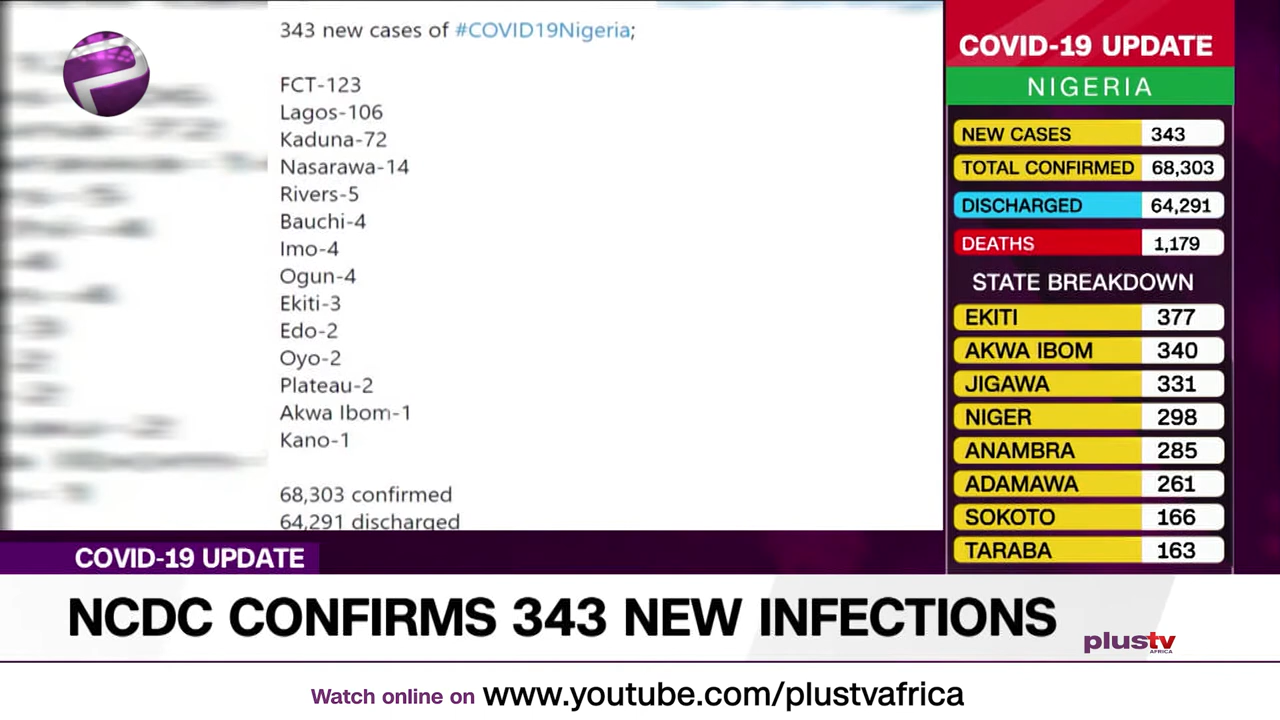 343 new cases of #COVID19Nigeria;
FCT-123
Lagos-106
Kaduna-72
Nasarawa-14
Rivers-5
Bauchi-4
Imo-4
Ogun-4
Ekiti-3
Edo-2
Oyo-2
Plateau-2
Akwa Ibom-1
Kano-1
68,303 confirmed
64,291 discharged
COVID-19 UPDATE
NIGERIA
NEW CASES 343
TOTAL CONFIRMED 68,303
DISCHARGED 64,291
DEATHS 1,179
STATE BREAKDOWN
EKITI 377
AKWA IBOM 340
JIGAWA 331
NIGER 298
ANAMBRA 285
ADAMAWA 261
SOKOTO 166
TARABA 163
COVID-19 UPDATE
NCDC CONFIRMS 343 NEW INFECTIONS
plustv
AFRICA
Watch online on www.youtube.com/plustvafrica